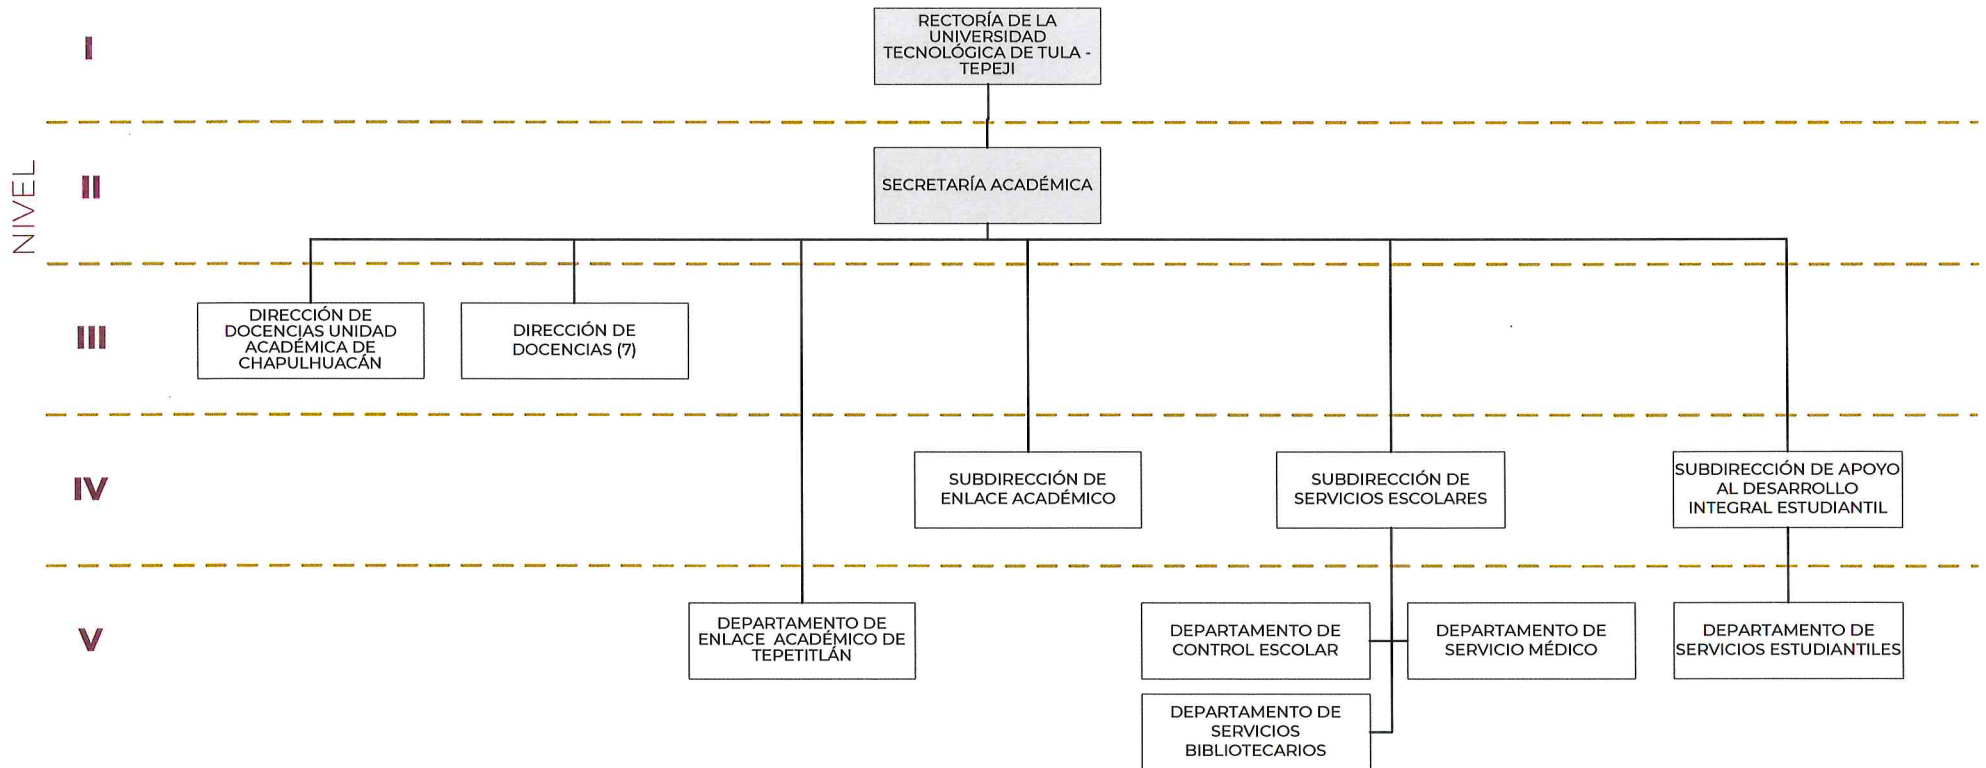 I
RECTORÍA DE LA
UNIVERSIDAD
TECNOLÓGICA DE TULA -
TEPEJI
NIVEL
II
SECRETARÍA ACADÉMICA
III
DIRECCIÓN DE
DOCENCIAS UNIDAD
ACADÉMICA DE
CHAPULHUACÁN
DIRECCIÓN DE
DOCENCIAS (7)
IV
SUBDIRECCIÓN DE
ENLACE ACADÉMICO
SUBDIRECCIÓN DE
SERVICIOS ESCOLARES
SUBDIRECCIÓN DE APOYO
AL DESARROLLO
INTEGRAL ESTUDIANTIL
V
DEPARTAMENTO DE
ENLACE ACADÉMICO DE
TEPETITLÁN
DEPARTAMENTO DE
CONTROL ESCOLAR
DEPARTAMENTO DE
SERVICIO MÉDICO
DEPARTAMENTO DE
SERVICIOS ESTUDIANTILES
DEPARTAMENTO DE
SERVICIOS
BIBLIOTECARIOS